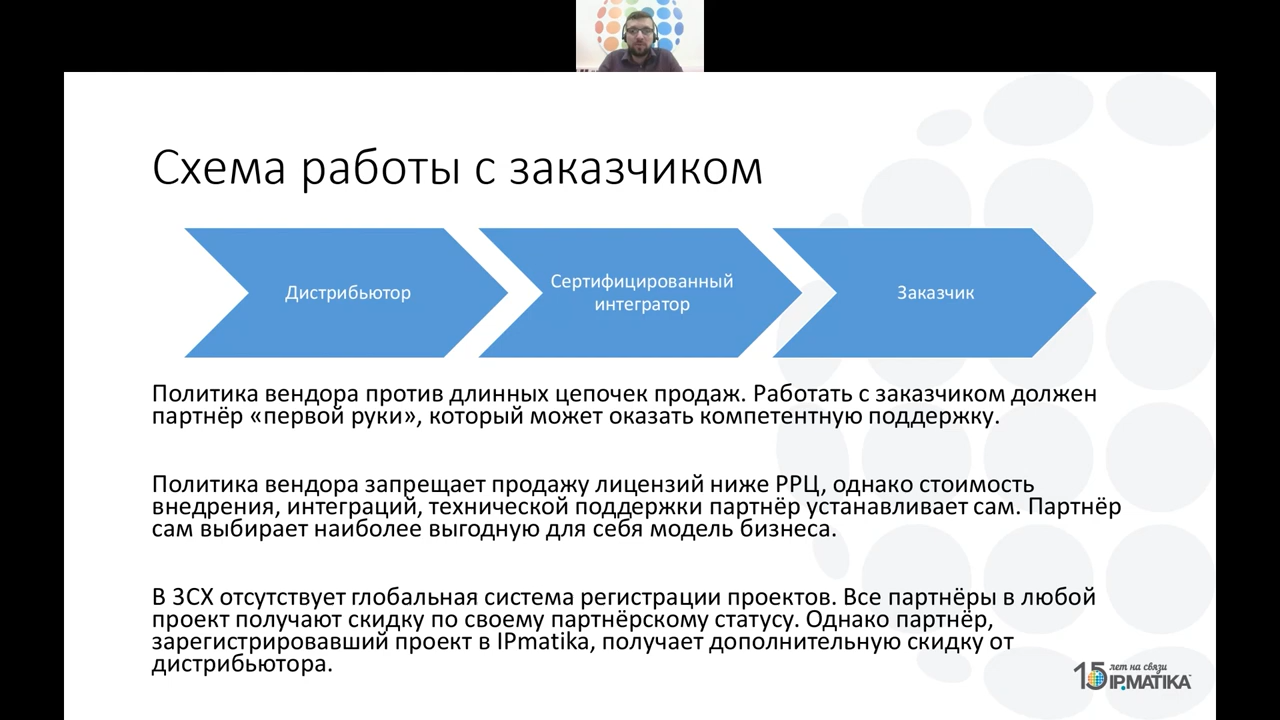 Схема работы с заказчиком
Дистрибьютор
Сертифицированный
интегратор
Заказчик
Политика вендора против длинных цепочек продаж. Работать с заказчиком должен
партнёр «первой руки», который может оказать компетентную поддержку.
Политика вендора запрещает продажу лицензий ниже РРЦ, однако стоимость
внедрения, интеграций, технической поддержки партнёр устанавливает сам. Партнёр
сам выбирает наиболее выгодную для себя модель бизнеса.
В 3CX отсутствует глобальная система регистрации проектов. Все партнёры в любой
проект получают скидку по своему партнёрскому статусу. Однако партнёр,
зарегистрировавший проект в IPmatika, получает дополнительную скидку от
дистрибьютора.
15 лет на связи
IPMATIKA